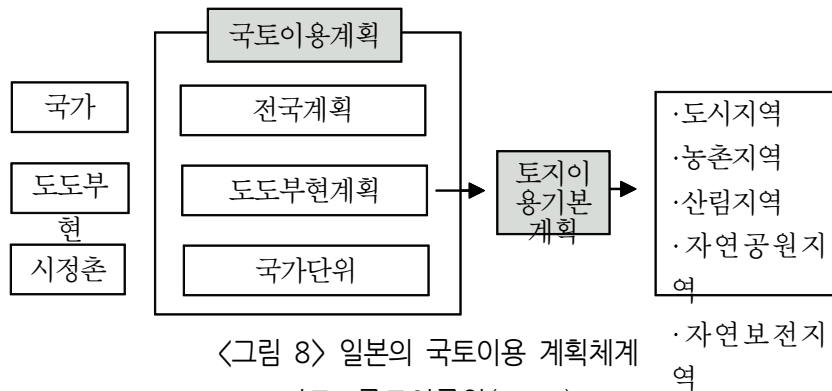 국토이용계획
국가
전국계획
도도부
현
도도부현계획
시정촌
국가단위
토지이
용기본
계획
·도시지역
·농촌지역
·산림지역
·자연공원지
역
·자연보전지
역
〈그림 8〉 일본의 국토이용 계획체계